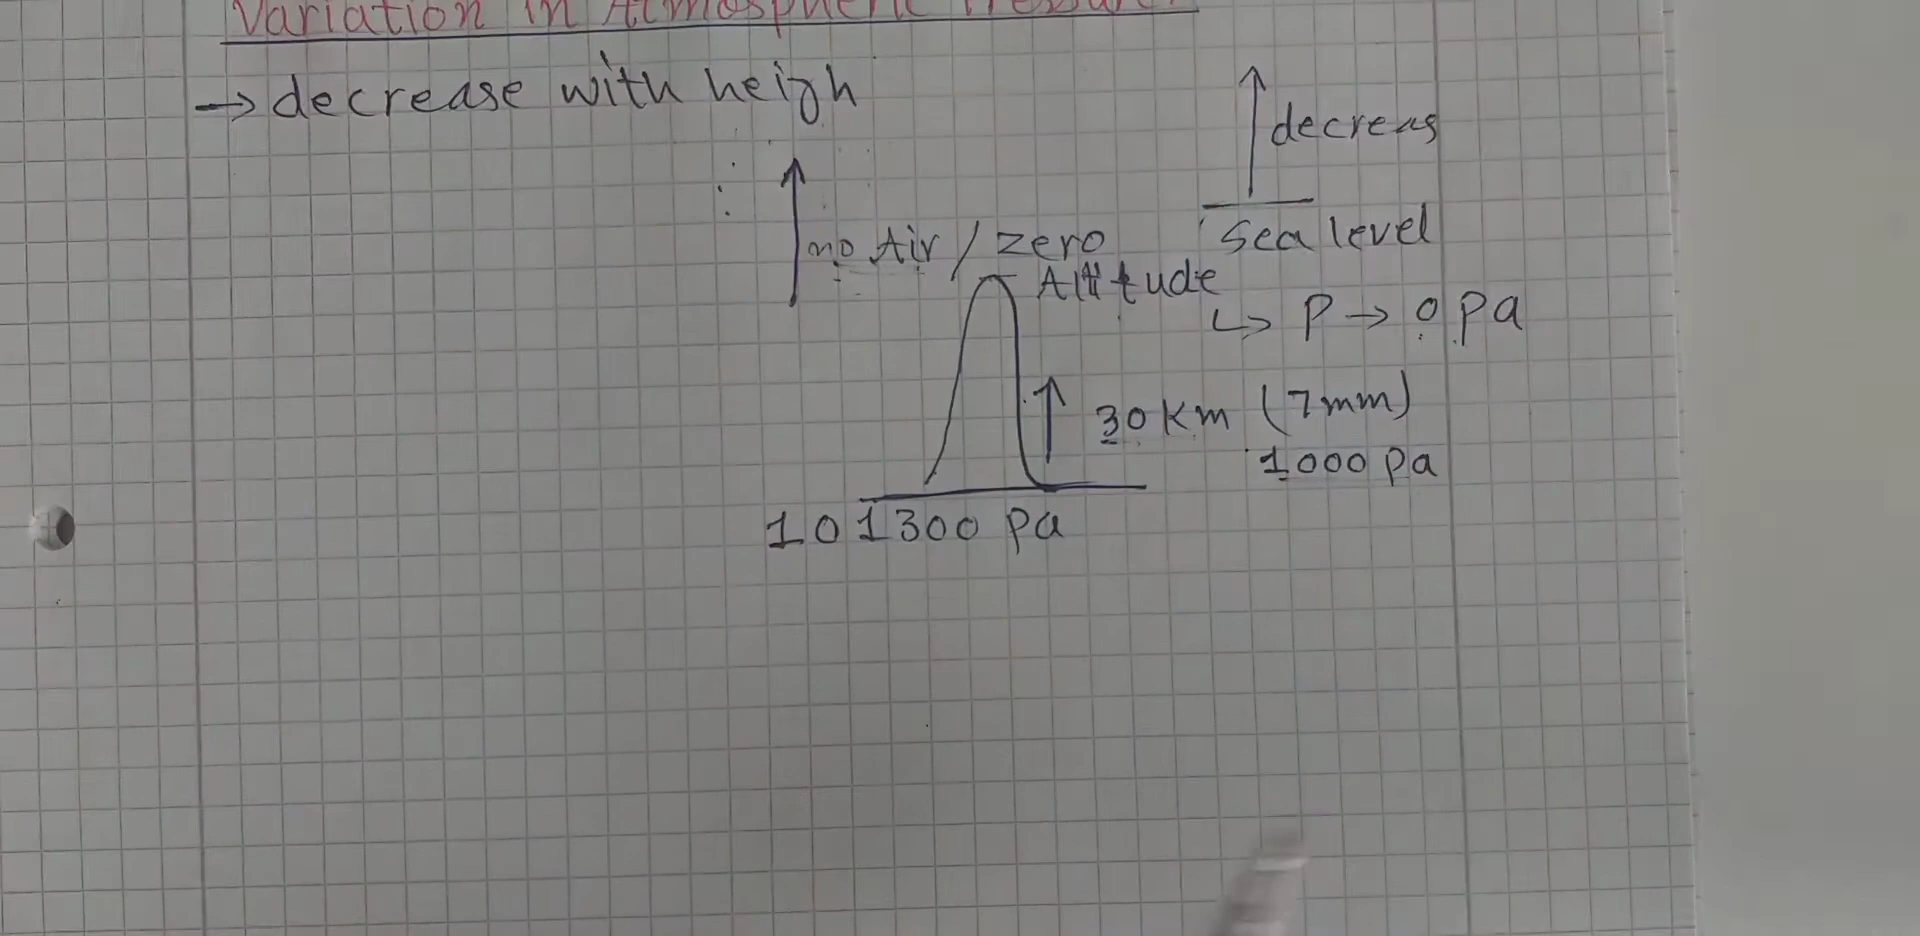 Variation in Atmospheric Pressure
→ decrease with heigh
decreas
sea level
no Air / zero
Altitude
↳ P → 0 pa
30 Km (7mm)
1000 pa
101300 pa